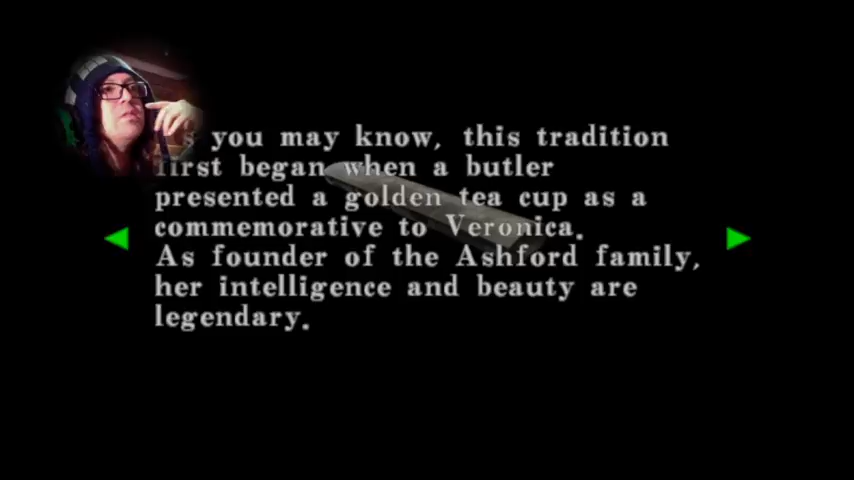 s you may know, this tradition
first began when a butler
presented a golden tea cup as a
commemorative to Veronica.
As founder of the Ashford family,
her intelligence and beauty are
legendary.